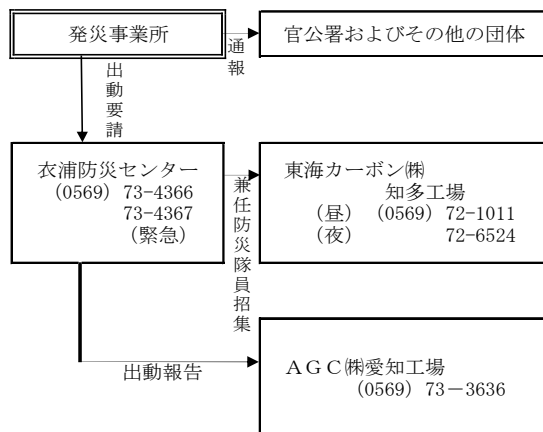 発災事業所
通報
官公署およびその他の団体
出動要請
衣浦防災センター
(0569) 73-4366
73-4367
(緊急)
兼任防災隊員招集
東海カーボン㈱
知多工場
(昼) (0569) 72-1011
(夜) 72-6524
出動報告
AGC㈱愛知工場
(0569) 73-3636